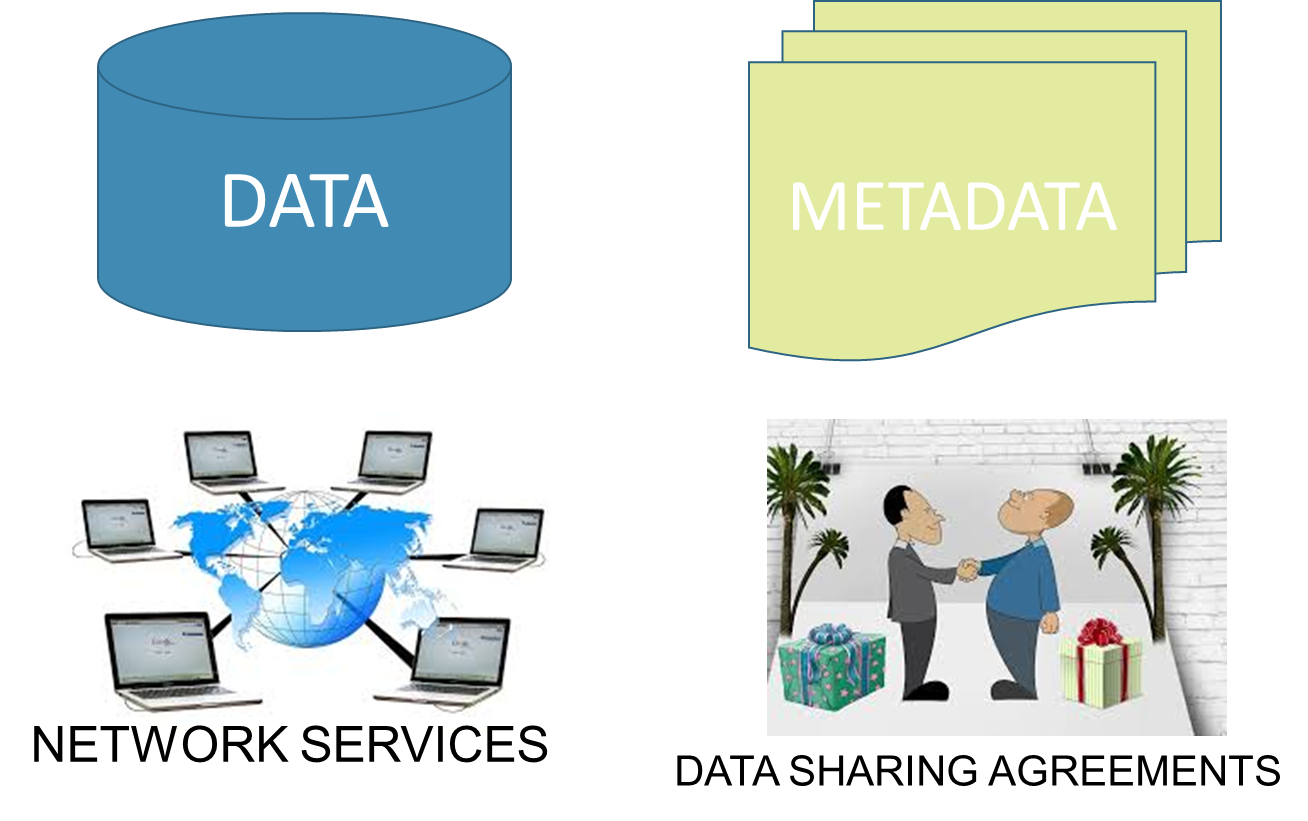 DATA
METADATA
NETWORK SERVICES
DATA SHARING AGREEMENTS